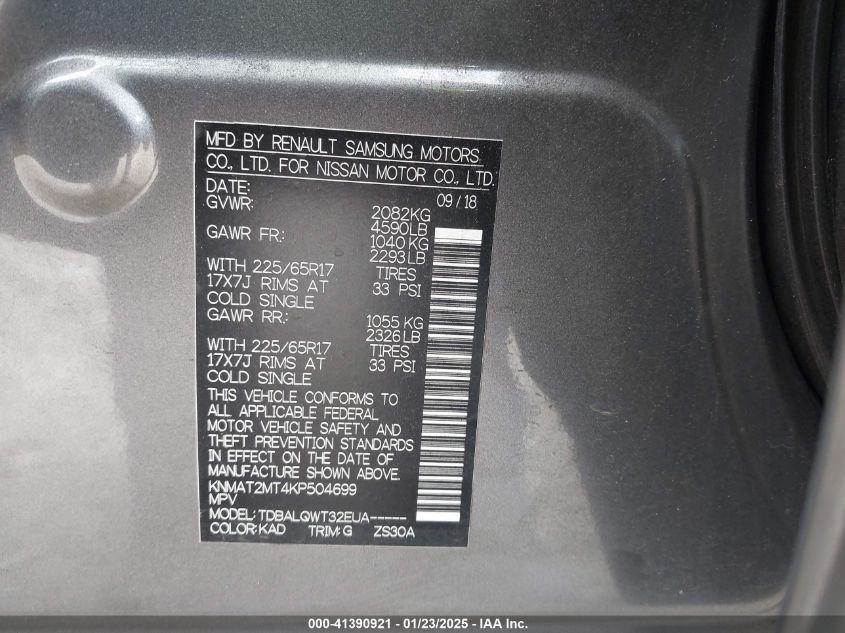 MFD BY RENAULT SAMSUNG MOTORS
CO., LTD. FOR NISSAN MOTOR CO., LTD.
DATE: 09/18
GVWR: 2082KG
4590LB
GAWR FR.: 1040KG
2293LB
WITH 225/65R17 TIRES
17X7J RIMS AT 33 PSI
COLD SINGLE
GAWR RR.: 1055KG
2326LB
WITH 225/65R17 TIRES
17X7J RIMS AT 33 PSI
COLD SINGLE
THIS VEHICLE CONFORMS TO
ALL APPLICABLE FEDERAL
MOTOR VEHICLE SAFETY AND
THEFT PREVENTION STANDARDS
IN EFFECT ON THE DATE OF
MANUFACTURE SHOWN ABOVE.
KNMAT2MT4KP504699
MPV
MODEL: TDBALQWT32EUA-----
COLOR: KAD TRIM: G ZS30A
000-41390921 - 01/23/2025 - IAA Inc.